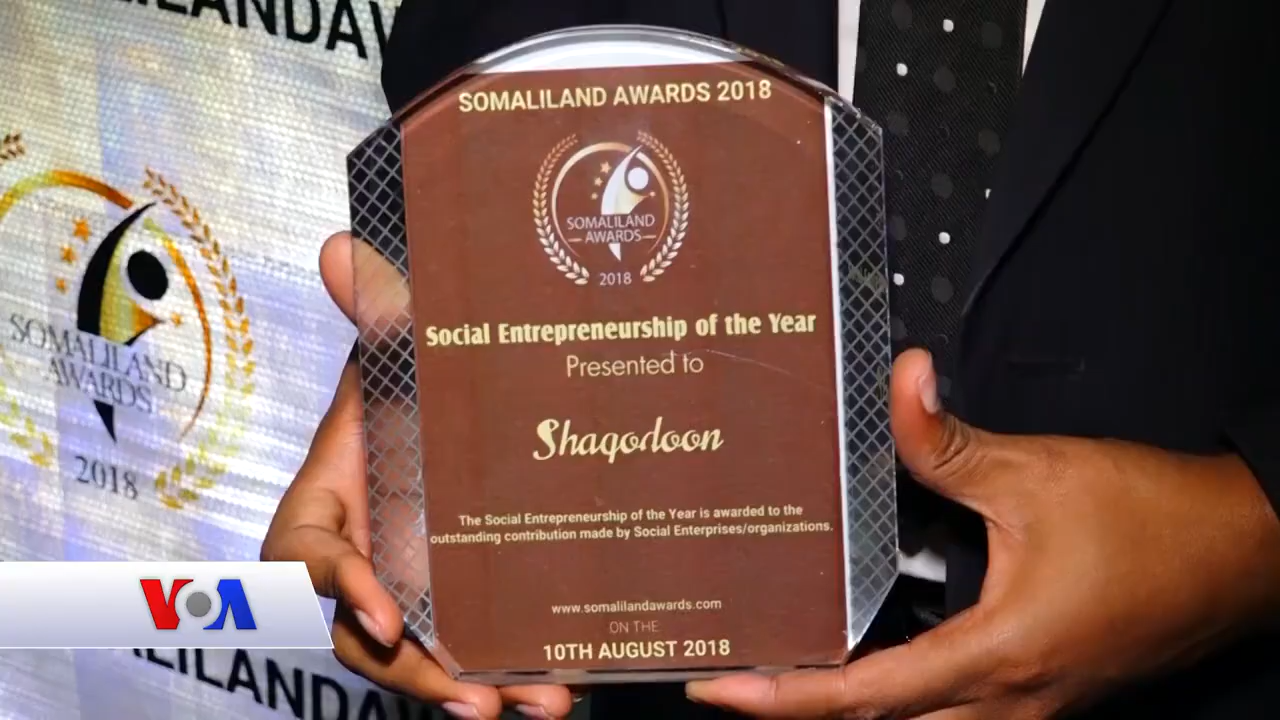 SOMALILAND AWARDS 2018
SOMALILAND
AWARDS
2018
Social Entrepreneurship of the Year
Presented to
Shaqodoon
The Social Entrepreneurship of the Year is awarded to the
outstanding contribution made by Social Enterprises/organizations.
www.somalilandawards.com
ON THE
10TH AUGUST 2018
SOMALILAND
AWARDS
2018
VOA